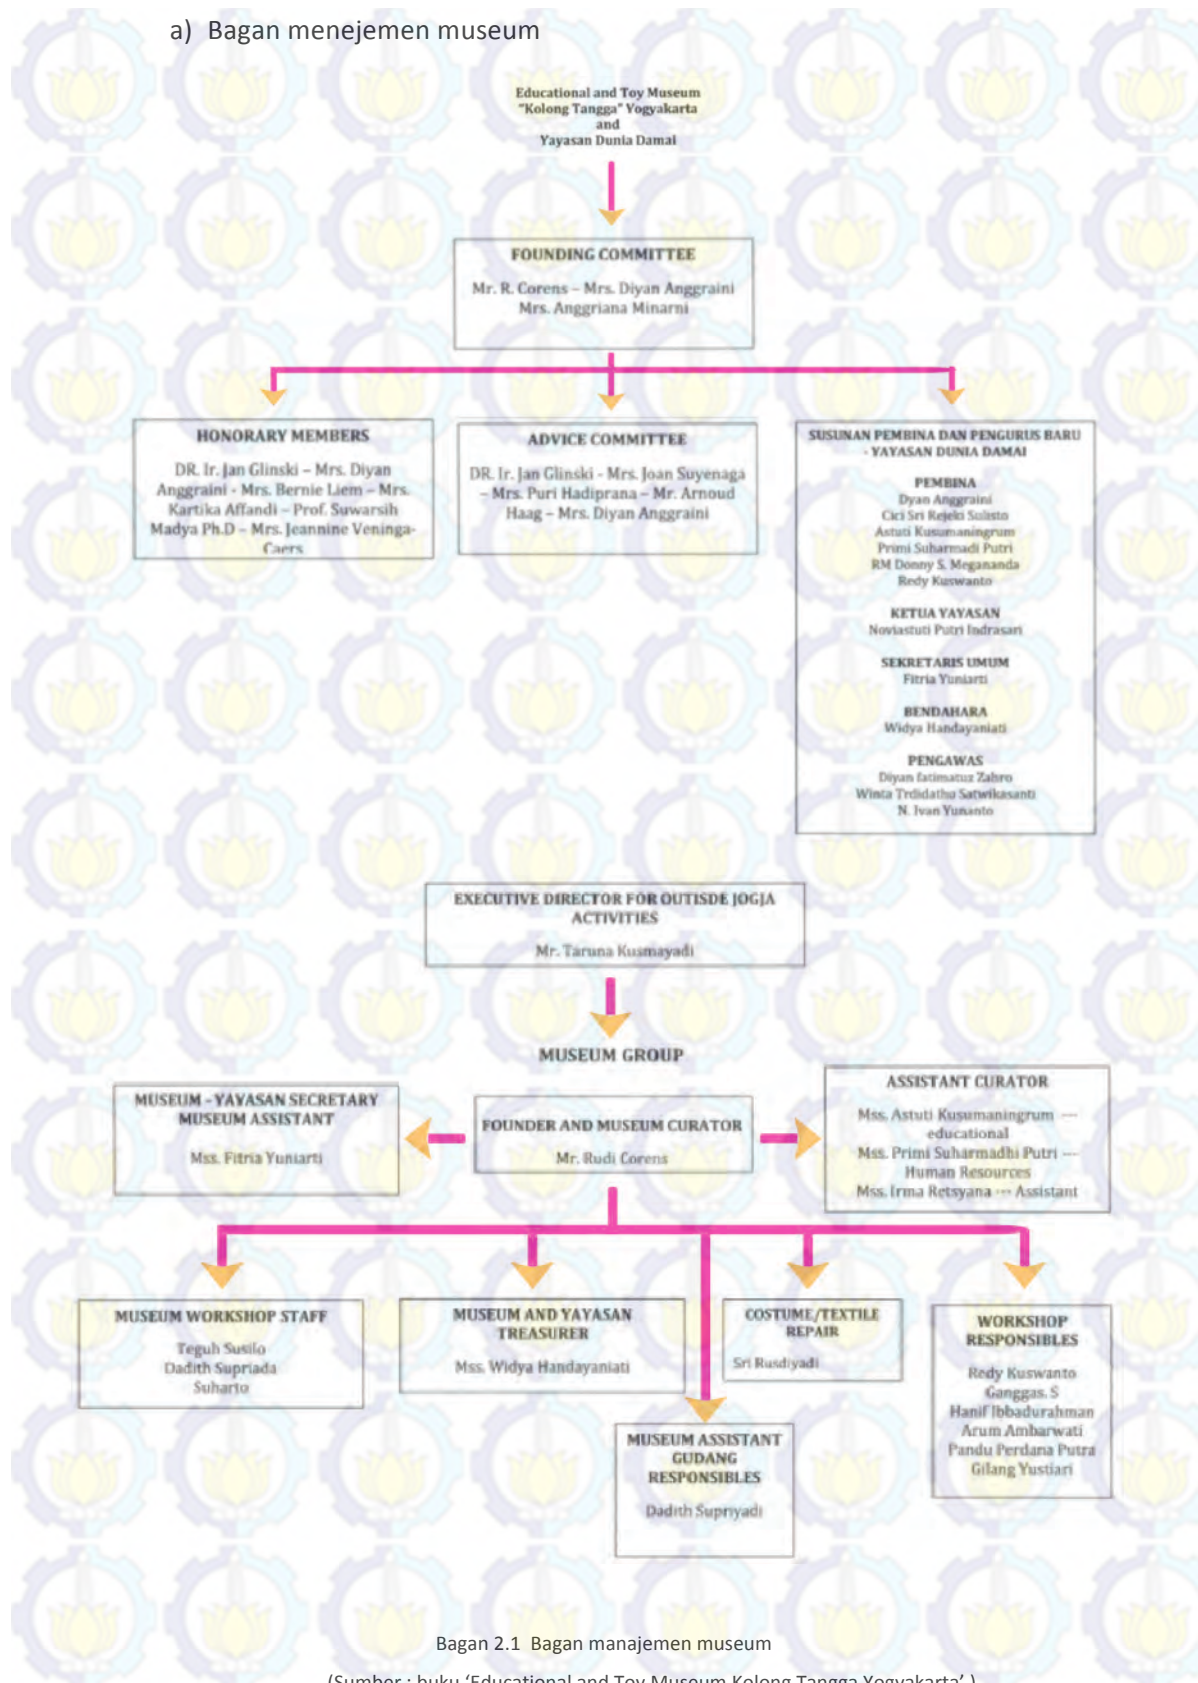 a) Bagan menejemen museum
Educational and Toy Museum
"Kolong Tangga" Yogyakarta
and
Yayasan Dunia Damai
FOUNDING COMMITTEE
Mr. R. Corens – Mrs. Diyan Anggraini
Mrs. Anggriana Minarni
HONORARY MEMBERS
DR. Ir. Jan Glinski – Mrs. Diyan
Anggraini - Mrs. Bernie Liem – Mrs.
Kartika Affandi – Prof. Suwarsih
Madya Ph.D – Mrs. Jeannine Veninga-
Caers
ADVICE COMMITTEE
DR. Ir. Jan Glinski - Mrs. Joan Suyenaga
– Mrs. Puri Hadiprana – Mr. Arnoud
Haag – Mrs. Diyan Anggraini
SUSUNAN PEMBINA DAN PENGURUS BARU
- YAYASAN DUNIA DAMAI
PEMBINA
Dyan Anggraini
Cici Sri Rejeki Sulisto
Astuti Kusumaningrum
Primi Suharmadi Putri
RM Donny S. Megananda
Redy Kuswanto
KETUA YAYASAN
Noviastuti Putri Indrasari
SEKRETARIS UMUM
Fitria Yuniarti
BENDAHARA
Widya Handayaniati
PENGAWAS
Diyan fatimatuz Zahro
Winta Trdidathu Satwikasanti
N. Ivan Yunanto
EXECUTIVE DIRECTOR FOR OUTISDE JOGJA
ACTIVITIES
Mr. Taruna Kusmayadi
MUSEUM GROUP
MUSEUM – YAYASAN SECRETARY
MUSEUM ASSISTANT
Mss. Fitria Yuniarti
FOUNDER AND MUSEUM CURATOR
Mr. Rudi Corens
ASSISTANT CURATOR
Mss. Astuti Kusumaningrum ---
educational
Mss. Primi Suharmadhi Putri ---
Human Resources
Mss. Irma Retsyana --- Assistant
MUSEUM WORKSHOP STAFF
Teguh Susilo
Dadith Supriada
Suharto
MUSEUM AND YAYASAN
TREASURER
Mss. Widya Handayaniati
COSTUME/TEXTILE
REPAIR
Sri Rusdiyadi
WORKSHOP
RESPONSIBLES
Redy Kuswanto
Ganggas. S
Hanif Ibbadurahman
Arum Ambarwati
Pandu Perdana Putra
Gilang Yustiari
MUSEUM ASSISTANT
GUDANG
RESPONSIBLES
Dadith Supriyadi
Bagan 2.1 Bagan manajemen museum
(Sumber : buku 'Educational and Toy Museum Kolong Tangga Yogyakarta' )